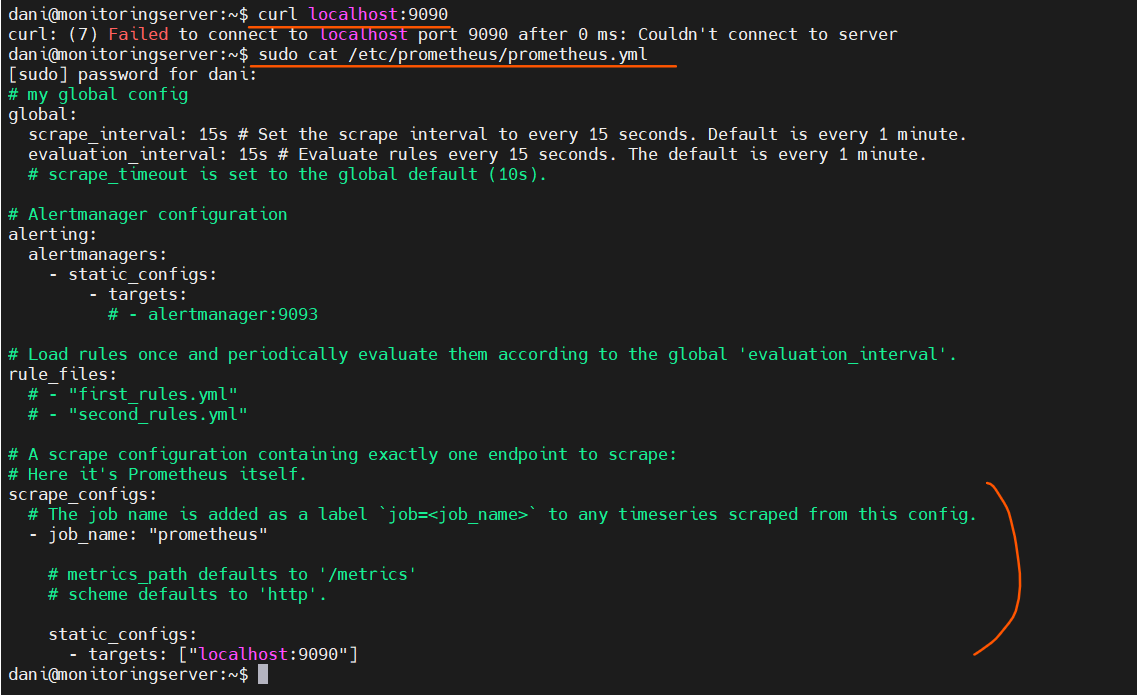 dani@monitoringserver:~$ curl localhost:9090
curl: (7) Failed to connect to localhost port 9090 after 0 ms: Couldn't connect to server
dani@monitoringserver:~$ sudo cat /etc/prometheus/prometheus.yml
[sudo] password for dani:
# my global config
global:
  scrape_interval: 15s # Set the scrape interval to every 15 seconds. Default is every 1 minute.
  evaluation_interval: 15s # Evaluate rules every 15 seconds. The default is every 1 minute.
  # scrape_timeout is set to the global default (10s).

# Alertmanager configuration
alerting:
  alertmanagers:
    - static_configs:
        - targets:
          # - alertmanager:9093

# Load rules once and periodically evaluate them according to the global 'evaluation_interval'.
rule_files:
  # - "first_rules.yml"
  # - "second_rules.yml"

# A scrape configuration containing exactly one endpoint to scrape:
# Here it's Prometheus itself.
scrape_configs:
  # The job name is added as a label `job=<job_name>` to any timeseries scraped from this config.
  - job_name: "prometheus"

    # metrics_path defaults to '/metrics'
    # scheme defaults to 'http'.

    static_configs:
      - targets: ["localhost:9090"]
dani@monitoringserver:~$